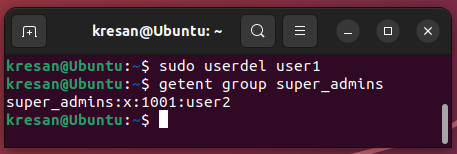 kresan@Ubuntu: ~
kresan@Ubuntu:~$ sudo userdel user1
kresan@Ubuntu:~$ getent group super_admins
super_admins:x:1001:user2
kresan@Ubuntu:~$